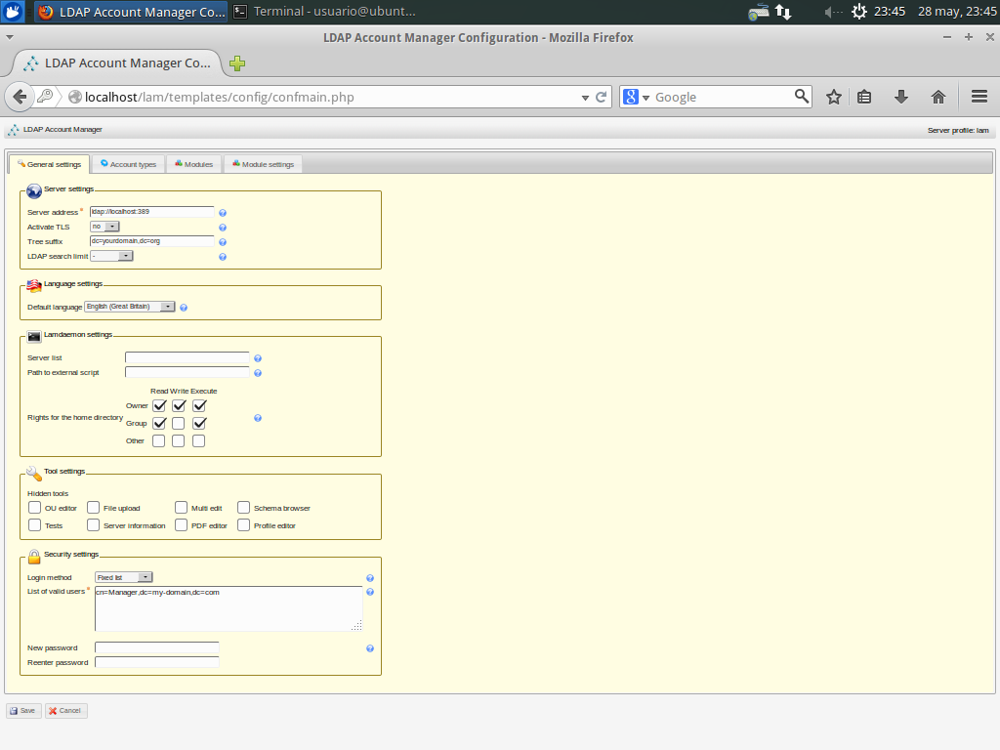 LDAP Account Manager Co... Terminal - usuario@ubunt... 23:45 28 may, 23:45
LDAP Account Manager Configuration - Mozilla Firefox
LDAP Account Manager Co...
localhost/lam/templates/config/confmain.php Google
LDAP Account Manager Server profile: lam
General settings Account types Modules Module settings
Server settings
Server address * ldap://localhost:389
Activate TLS no
Tree suffix dc=yourdomain,dc=org
LDAP search limit -
Language settings
Default language English (Great Britain)
Lamdaemon settings
Server list
Path to external script
Read Write Execute
Owner
Rights for the home directory Group
Other
Tool settings
Hidden tools
OU editor File upload Multi edit Schema browser
Tests Server information PDF editor Profile editor
Security settings
Login method Fixed list
List of valid users * cn=Manager,dc=my-domain,dc=com
New password
Reenter password
Save Cancel